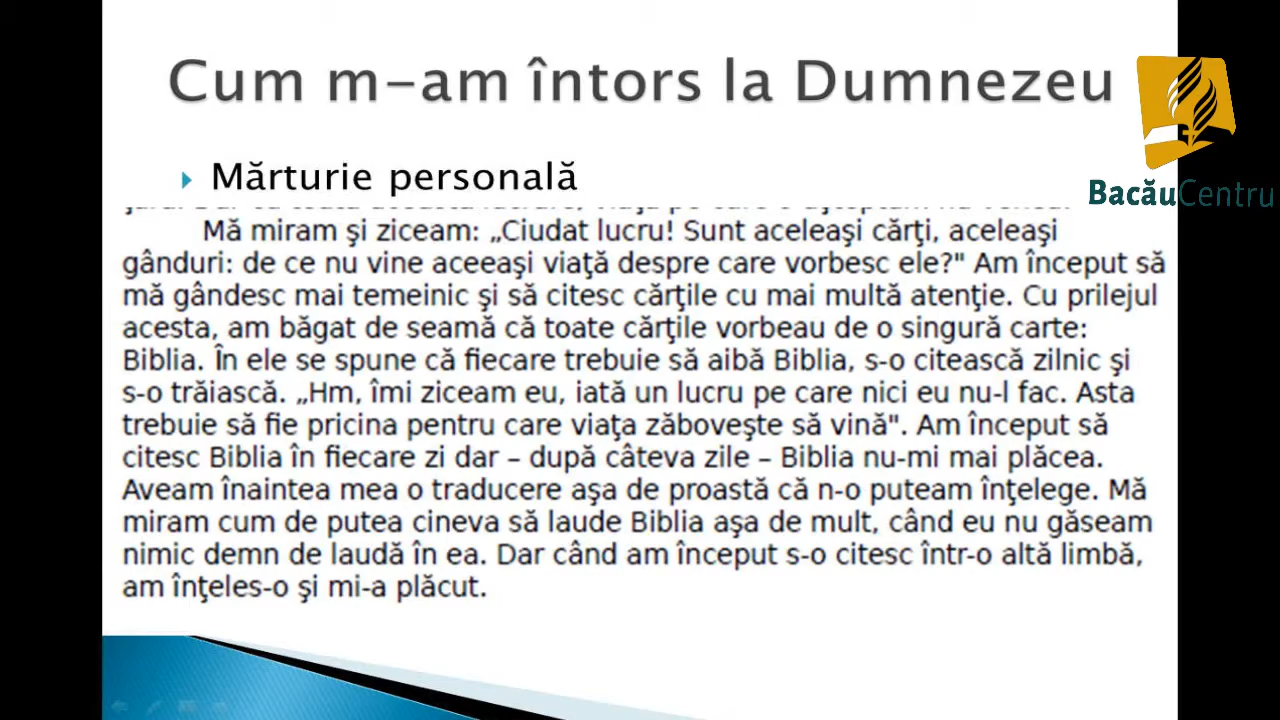 Cum m-am întors la Dumnezeu
BacăuCentru
Mărturie personală
Mă miram şi ziceam: „Ciudat lucru! Sunt aceleaşi cărţi, aceleaşi
gânduri: de ce nu vine aceeaşi viaţă despre care vorbesc ele?" Am început să
mă gândesc mai temeinic şi să citesc cărţile cu mai multă atenţie. Cu prilejul
acesta, am băgat de seamă că toate cărţile vorbeau de o singură carte:
Biblia. În ele se spune că fiecare trebuie să aibă Biblia, s-o citească zilnic şi
s-o trăiască. „Hm, îmi ziceam eu, iată un lucru pe care nici eu nu-l fac. Asta
trebuie să fie pricina pentru care viaţa zăboveşte să vină". Am început să
citesc Biblia în fiecare zi dar – după câteva zile – Biblia nu-mi mai plăcea.
Aveam înaintea mea o traducere aşa de proastă că n-o puteam înţelege. Mă
miram cum de putea cineva să laude Biblia aşa de mult, când eu nu găseam
nimic demn de laudă în ea. Dar când am început s-o citesc într-o altă limbă,
am înţeles-o şi mi-a plăcut.